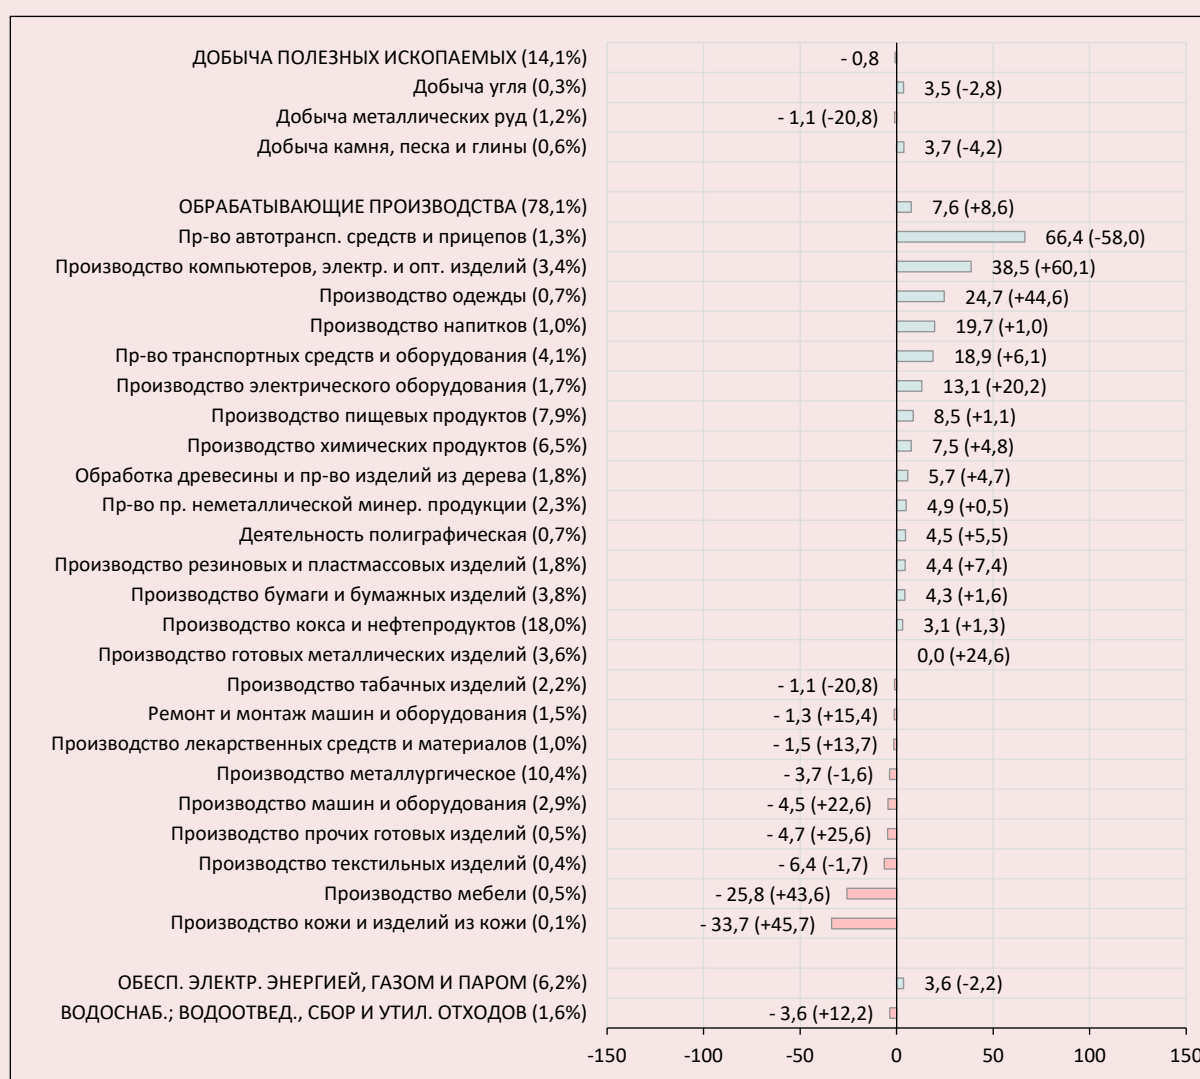 ДОБЫЧА ПОЛЕЗНЫХ ИСКОПАЕМЫХ (14,1%) - 0,8
Добыча угля (0,3%) 3,5 (-2,8)
Добыча металлических руд (1,2%) - 1,1 (-20,8)
Добыча камня, песка и глины (0,6%) 3,7 (-4,2)
ОБРАБАТЫВАЮЩИЕ ПРОИЗВОДСТВА (78,1%) 7,6 (+8,6)
Пр-во автотрансп. средств и прицепов (1,3%) 66,4 (-58,0)
Производство компьютеров, электр. и опт. изделий (3,4%) 38,5 (+60,1)
Производство одежды (0,7%) 24,7 (+44,6)
Производство напитков (1,0%) 19,7 (+1,0)
Пр-во транспортных средств и оборудования (4,1%) 18,9 (+6,1)
Производство электрического оборудования (1,7%) 13,1 (+20,2)
Производство пищевых продуктов (7,9%) 8,5 (+1,1)
Производство химических продуктов (6,5%) 7,5 (+4,8)
Обработка древесины и пр-во изделий из дерева (1,8%) 5,7 (+4,7)
Пр-во пр. неметаллической минер. продукции (2,3%) 4,9 (+0,5)
Деятельность полиграфическая (0,7%) 4,5 (+5,5)
Производство резиновых и пластмассовых изделий (1,8%) 4,4 (+7,4)
Производство бумаги и бумажных изделий (3,8%) 4,3 (+1,6)
Производство кокса и нефтепродуктов (18,0%) 3,1 (+1,3)
Производство готовых металлических изделий (3,6%) 0,0 (+24,6)
Производство табачных изделий (2,2%) - 1,1 (-20,8)
Ремонт и монтаж машин и оборудования (1,5%) - 1,3 (+15,4)
Производство лекарственных средств и материалов (1,0%) - 1,5 (+13,7)
Производство металлургическое (10,4%) - 3,7 (-1,6)
Производство машин и оборудования (2,9%) - 4,5 (+22,6)
Производство прочих готовых изделий (0,5%) - 4,7 (+25,6)
Производство текстильных изделий (0,4%) - 6,4 (-1,7)
Производство мебели (0,5%) - 25,8 (+43,6)
Производство кожи и изделий из кожи (0,1%) - 33,7 (+45,7)
ОБЕСП. ЭЛЕКТР. ЭНЕРГИЕЙ, ГАЗОМ И ПАРОМ (6,2%) 3,6 (-2,2)
ВОДОСНАБ.; ВОДООТВЕД., СБОР И УТИЛ. ОТХОДОВ (1,6%) - 3,6 (+12,2)
-150 -100 -50 0 50 100 150